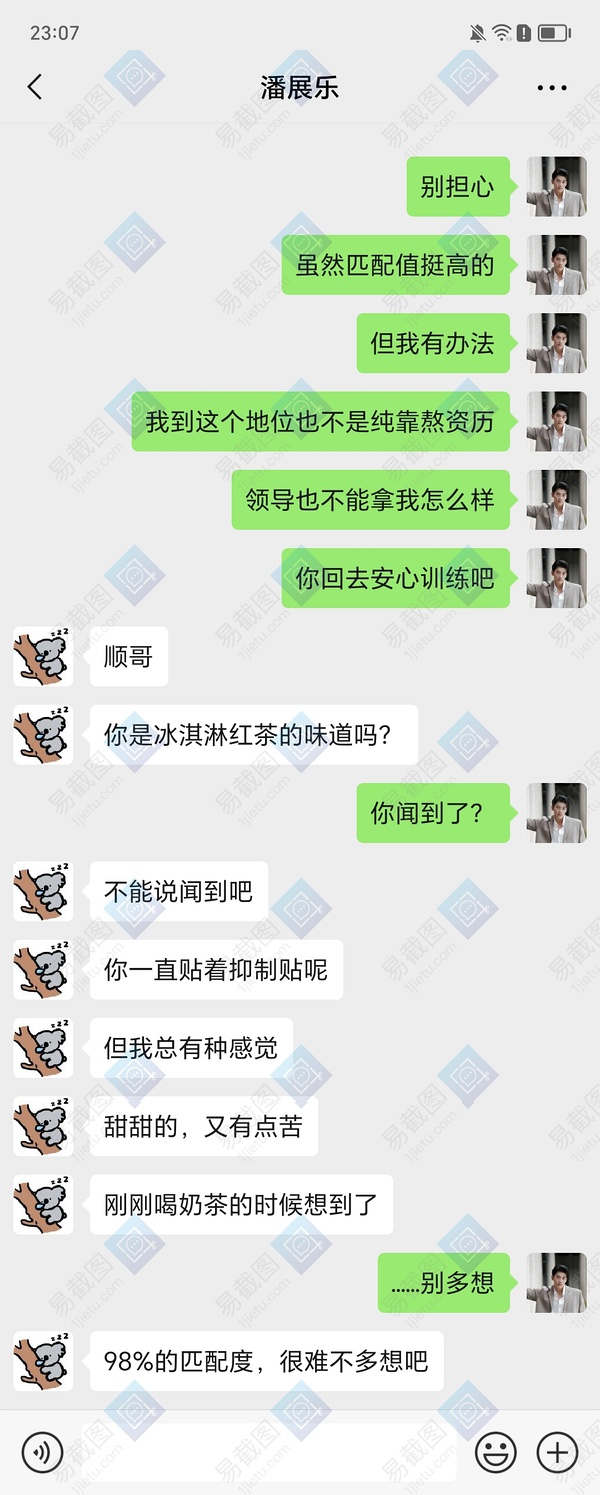 23:07
潘展乐
别担心
虽然匹配值挺高的
但我有办法
我到这个地位也不是纯靠熬资历
领导也不能拿我怎么样
你回去安心训练吧
顺哥
你是冰淇淋红茶的味道吗?
你闻到了?
不能说闻到吧
你一直贴着抑制贴呢
但我总有种感觉
甜甜的，又有点苦
刚刚喝奶茶的时候想到了
......别多想
98%的匹配度，很难不多想吧
易截图
1jietu.com